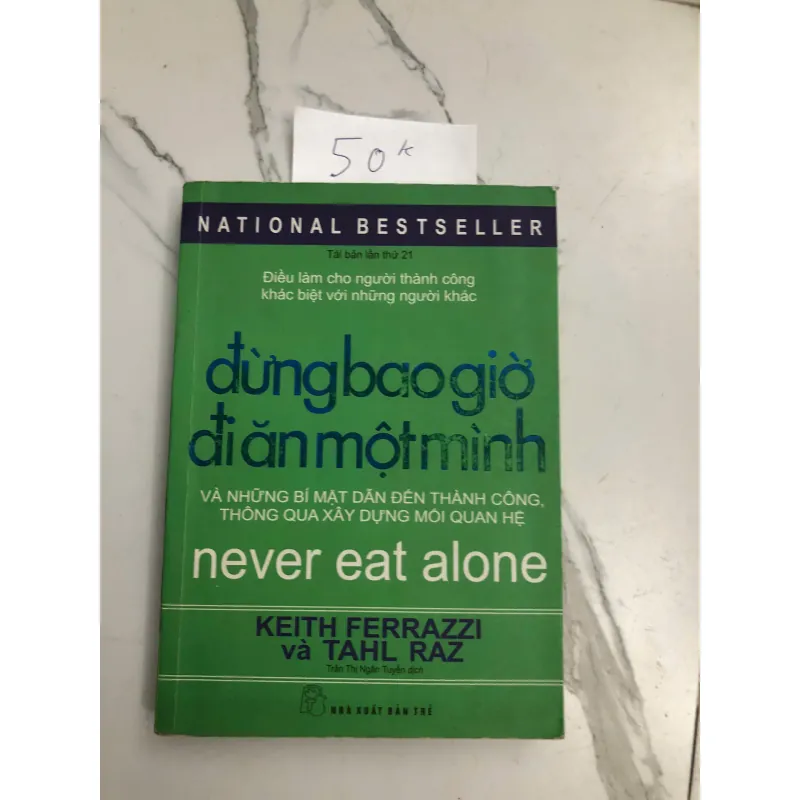 50k
NATIONAL BESTSELLER
Tái bản lần thứ 21
Điều làm cho người thành công
khác biệt với những người khác
đừng bao giờ
đi ăn một mình
VÀ NHỮNG BÍ MẬT DẪN ĐẾN THÀNH CÔNG,
THÔNG QUA XÂY DỰNG MỐI QUAN HỆ
never eat alone
KEITH FERRAZZI
và TAHL RAZ
Trần Thị Ngân Tuyến dịch
NHÀ XUẤT BẢN TRẺ